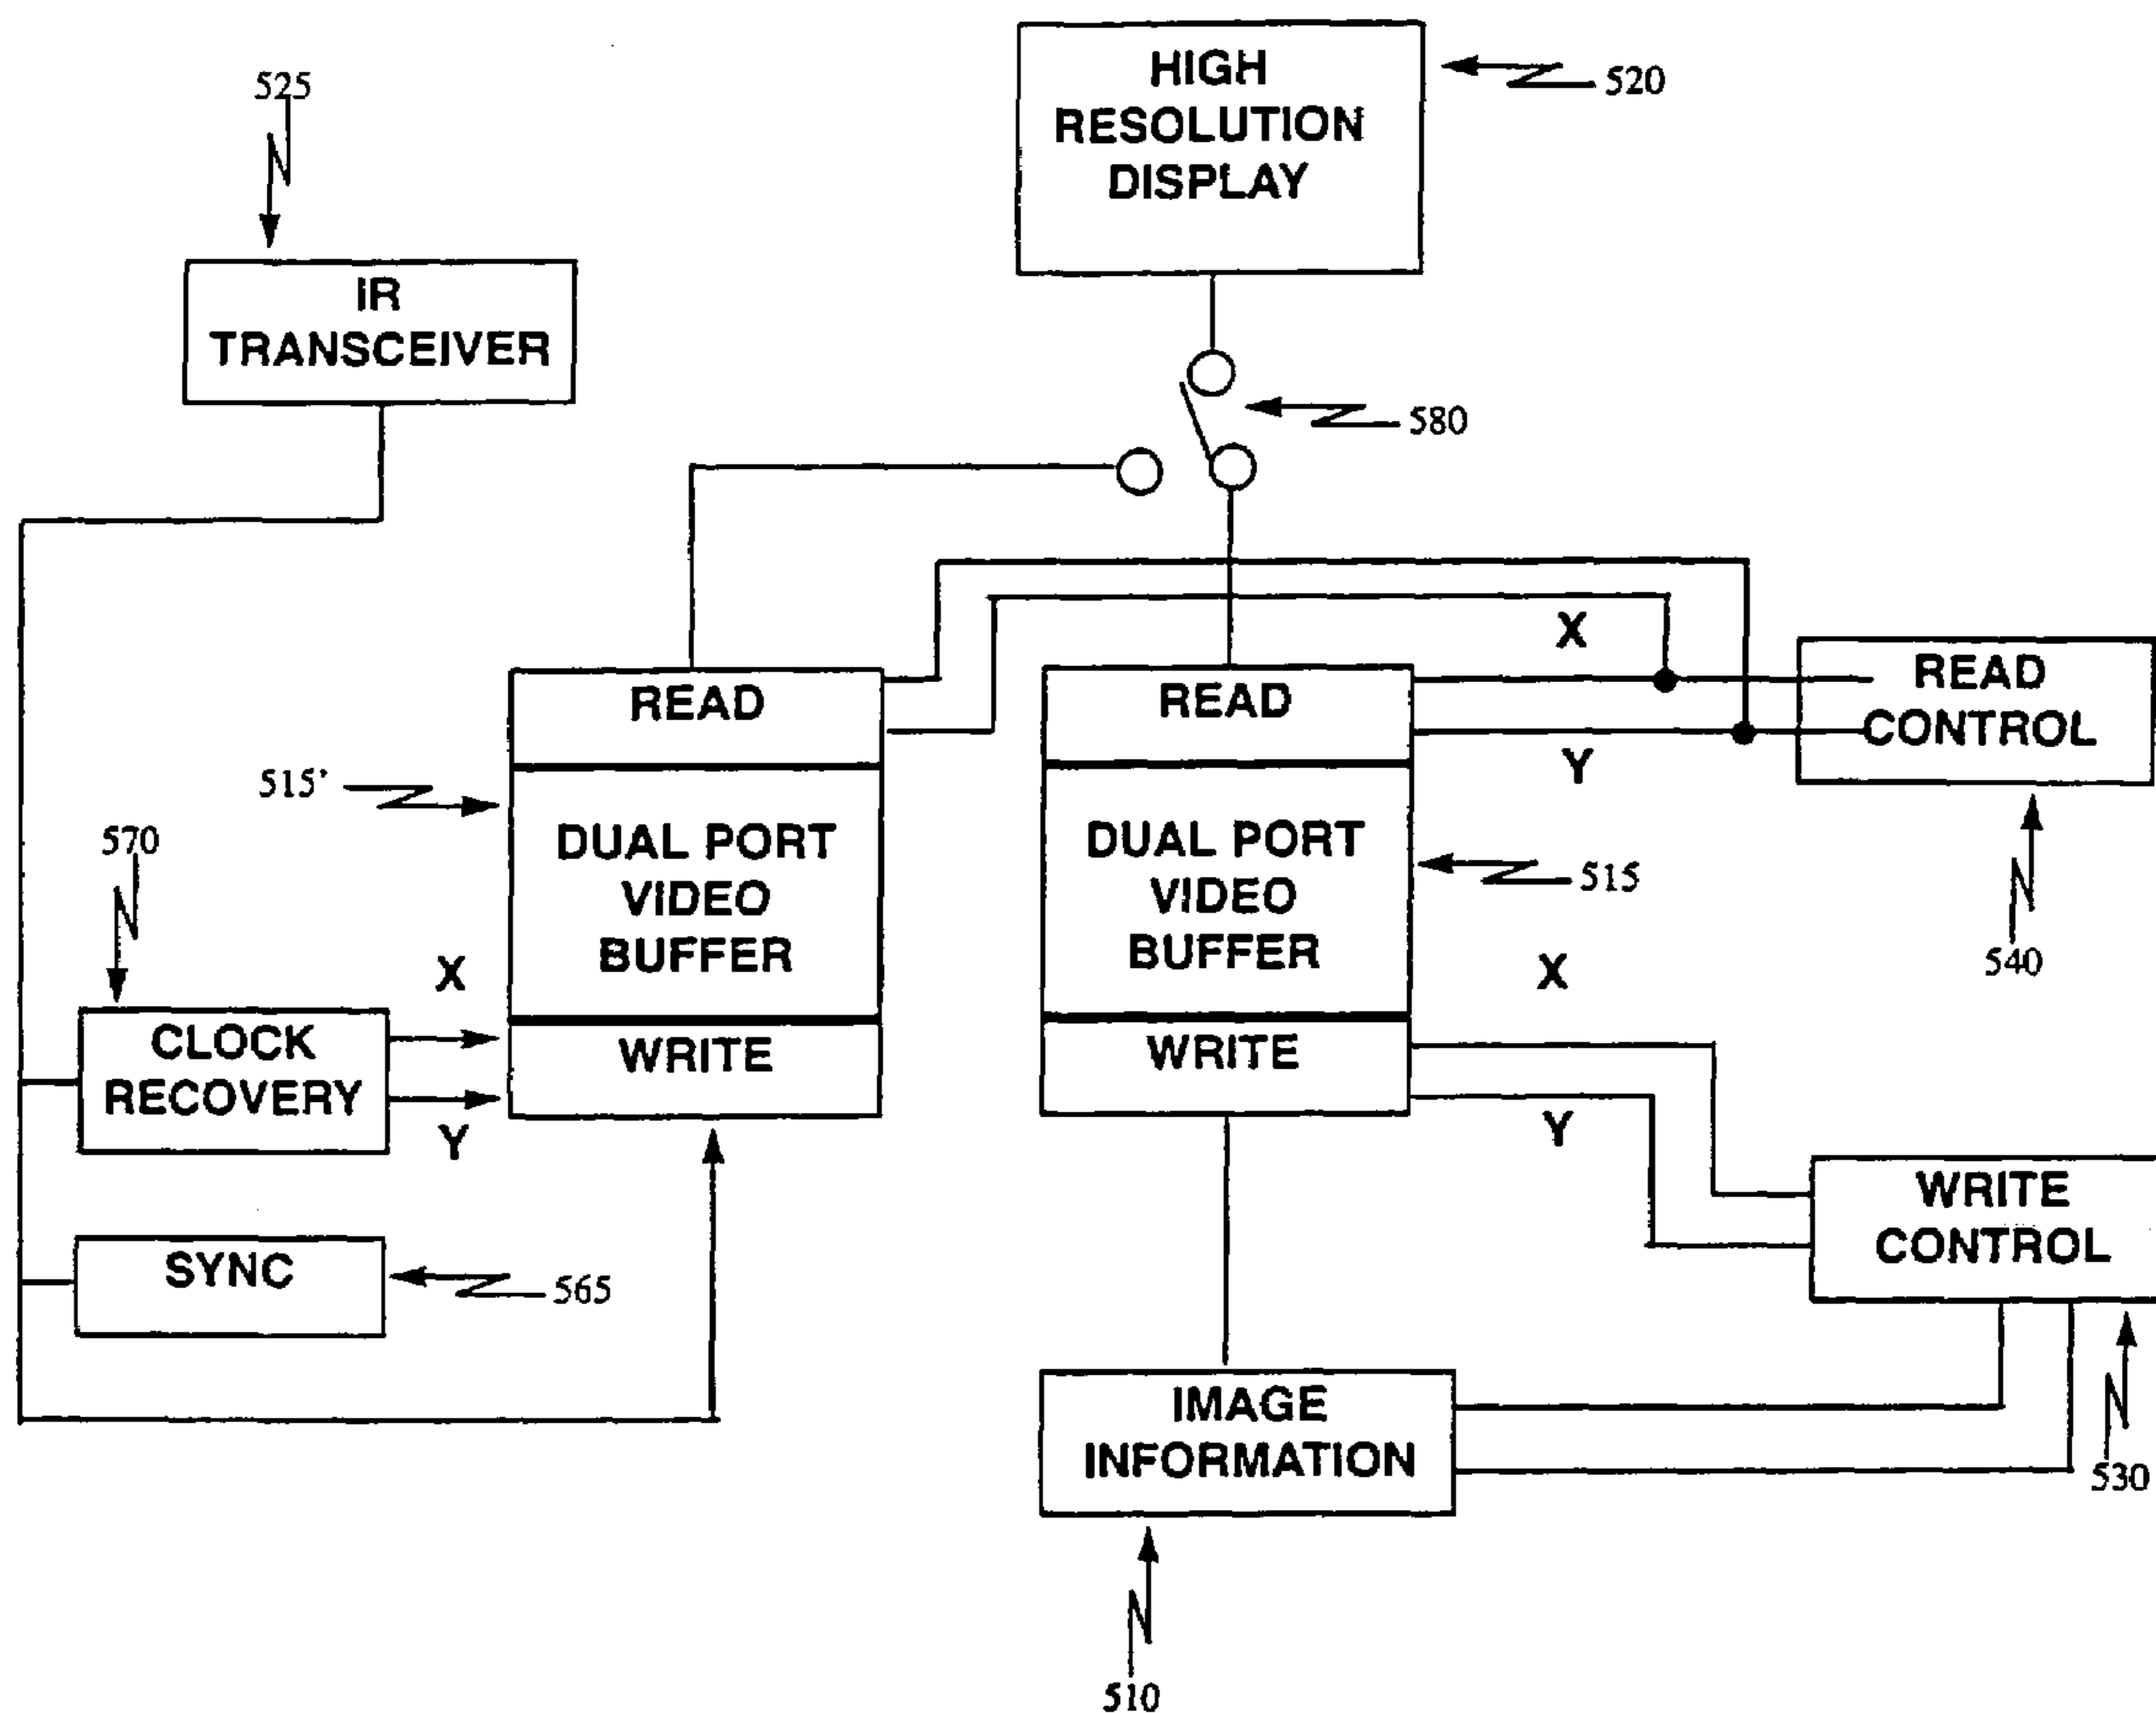 HIGH
RESOLUTION
DISPLAY
520
525
IR
TRANSCEIVER
580
X
READ
CONTROL
READ
READ
Y
515'
DUAL PORT
VIDEO
BUFFER
DUAL PORT
VIDEO
BUFFER
515
570
540
X
X
CLOCK
RECOVERY
WRITE
WRITE
Y
Y
WRITE
CONTROL
SYNC
565
IMAGE
INFORMATION
530
510